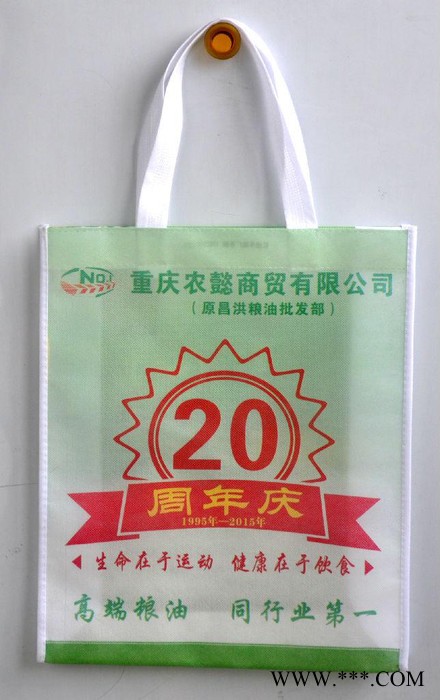 No.1
重庆农懿商贸有限公司
（原昌洪粮油批发部）
20
周年庆
1995年—2015年
生命在于运动 健康在于饮食
高端粮油 同行业第一
WWW.***.COM